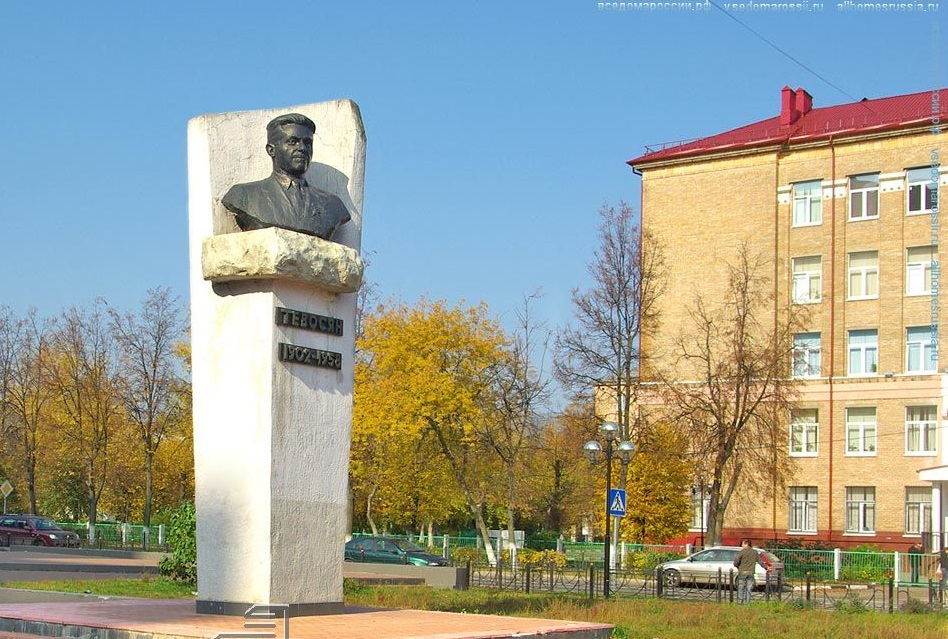 вседомароссии.рф vsedomarossii.ru allhomesrussia.ru
ТЕВОСЯН
1902-1958